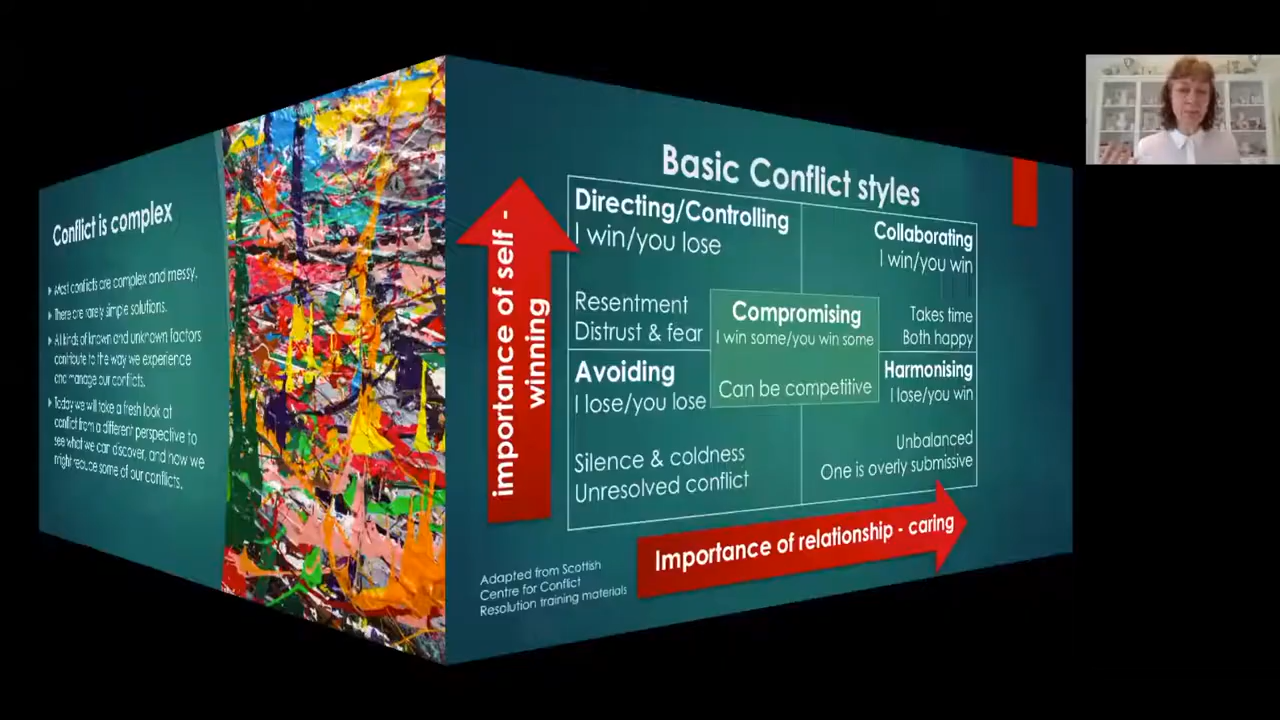 Conflict is complex
Most conflicts are complex and messy.
There are rarely simple solutions.
All kinds of known and unknown factors
contribute to the way we experience
and manage our conflicts.
Today we will take a fresh look at
conflict from a different perspective to
see what we can discover, and how we
might reduce some of our conflicts.
Basic Conflict styles
importance of self -
winning
Directing/Controlling
I win/you lose
Resentment
Distrust & fear
Collaborating
I win/you win
Takes time
Both happy
Compromising
I win some/you win some
Can be competitive
Avoiding
I lose/you lose
Silence & coldness
Unresolved conflict
Harmonising
I lose/you win
Unbalanced
One is overly submissive
Importance of relationship - caring
Adapted from Scottish
Centre for Conflict
Resolution training materials